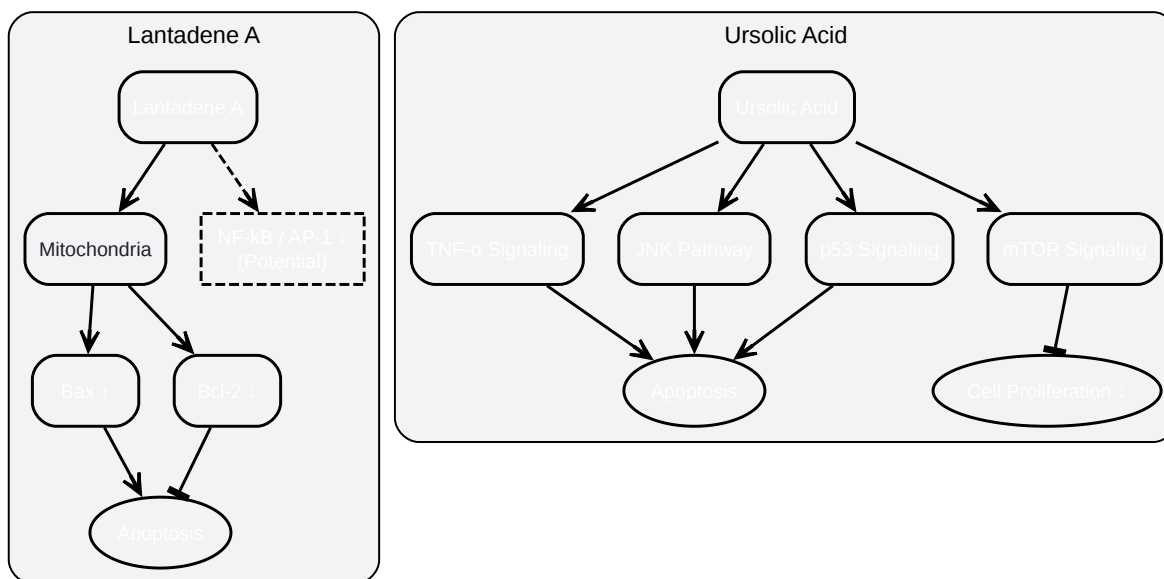 Lantadene A
Lantadene A
Mitochondria
NF-kB / AP-1 ↓
(Potential)
Bax ↑
Bcl-2 ↓
Apoptosis
Ursolic Acid
Ursolic Acid
TNF-α Signaling
JNK Pathway
p53 Signaling
mTOR Signaling
Apoptosis
Cell Proliferation ↓